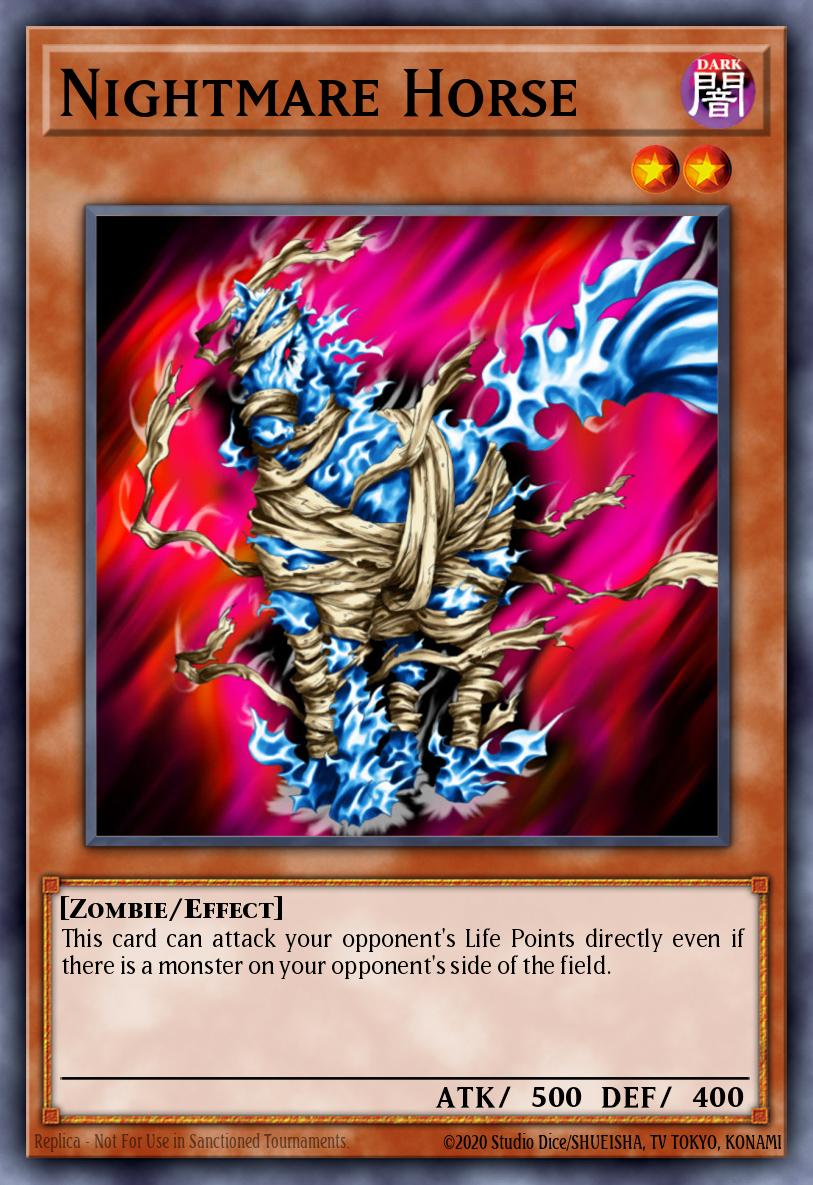 Nightmare Horse
DARK
闇
[Zombie/Effect]
This card can attack your opponent's Life Points directly even if
there is a monster on your opponent's side of the field.
ATK/ 500 DEF/ 400
Replica - Not For Use in Sanctioned Tournaments.
©2020 Studio Dice/SHUEISHA, TV TOKYO, KONAMI